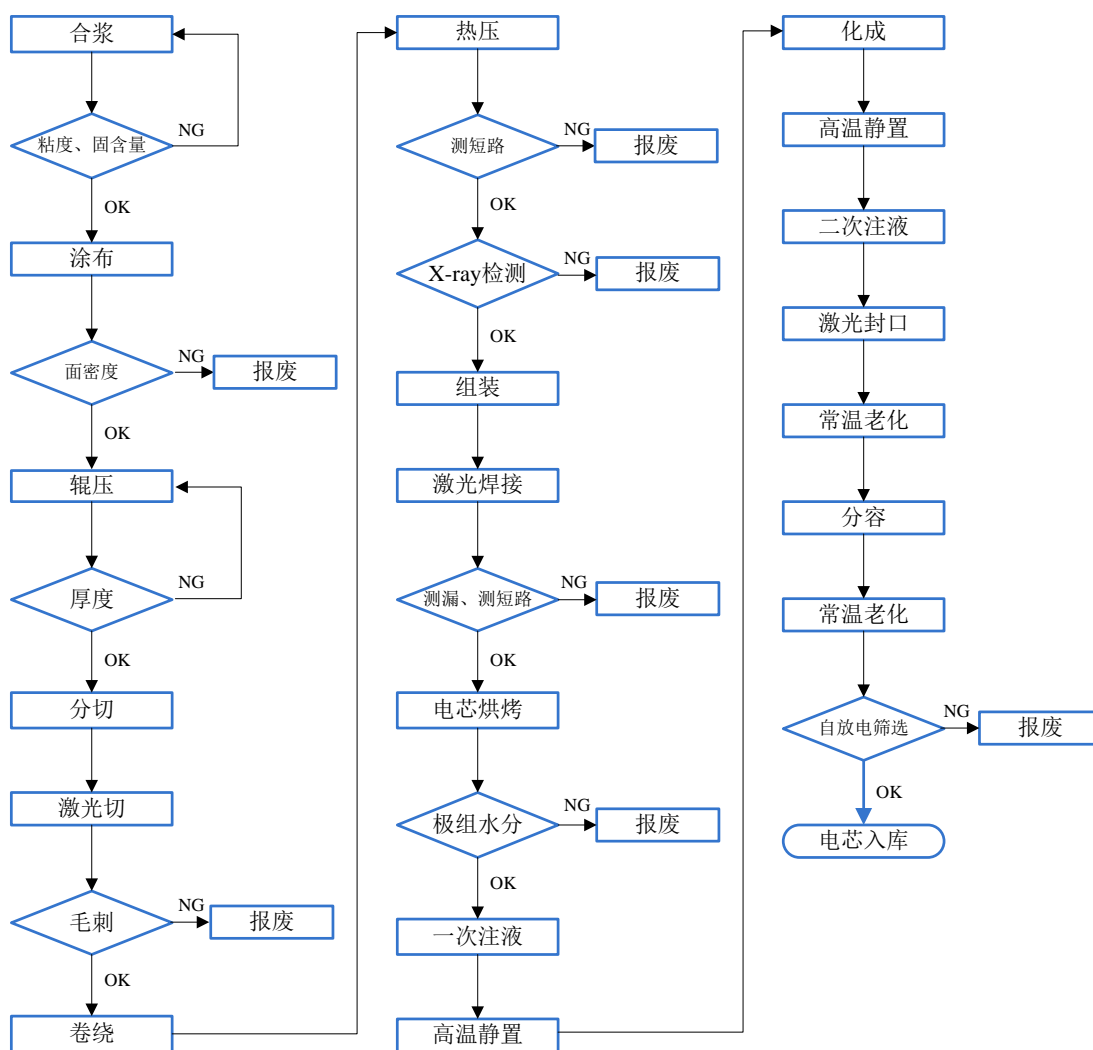 合浆
粘度、固含量
NG
OK
涂布
面密度
NG
报废
OK
辊压
厚度
NG
OK
分切
激光切
毛刺
NG
报废
OK
卷绕
热压
测短路
NG
报废
OK
X-ray检测
NG
报废
OK
组装
激光焊接
测漏、测短路
NG
报废
OK
电芯烘烤
极组水分
NG
报废
OK
一次注液
高温静置
化成
高温静置
二次注液
激光封口
常温老化
分容
常温老化
自放电筛选
NG
报废
OK
电芯入库